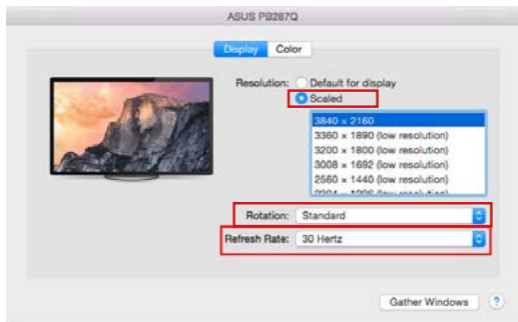 ASUS PB287Q
Display Color
Resolution: Default for display
Scaled
3840 × 2160
3360 × 1890 (low resolution)
3200 × 1800 (low resolution)
3008 × 1692 (low resolution)
2560 × 1440 (low resolution)
Rotation: Standard
Refresh Rate: 30 Hertz
Gather Windows ?